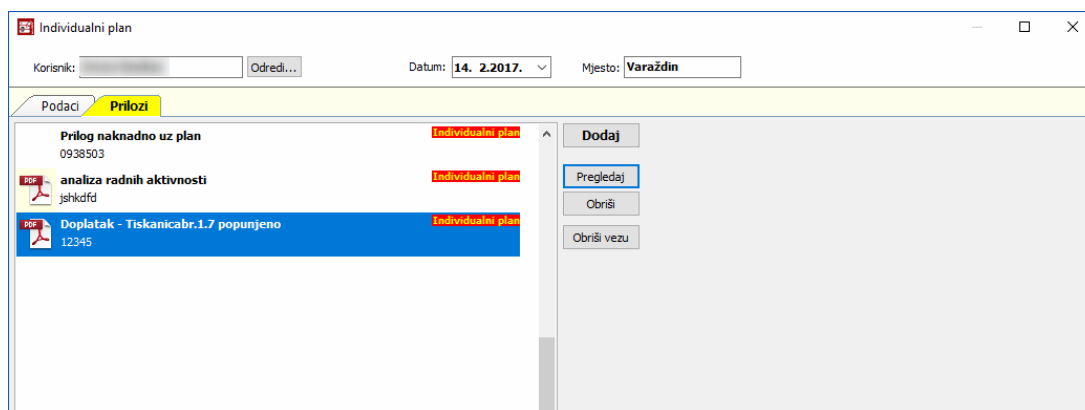 Individualni plan
Korisnik: Odredi... Datum: 14. 2.2017. Mjesto: Varaždin
Podaci Prilozi
Prilog naknadno uz plan Individualni plan Dodaj
0938503
PDF analiza radnih aktivnosti Individualni plan Pregledaj
jshkdfd Obriši
PDF Doplatak - Tiskanicabr.1.7 popunjeno Individualni plan
12345 Obriši vezu